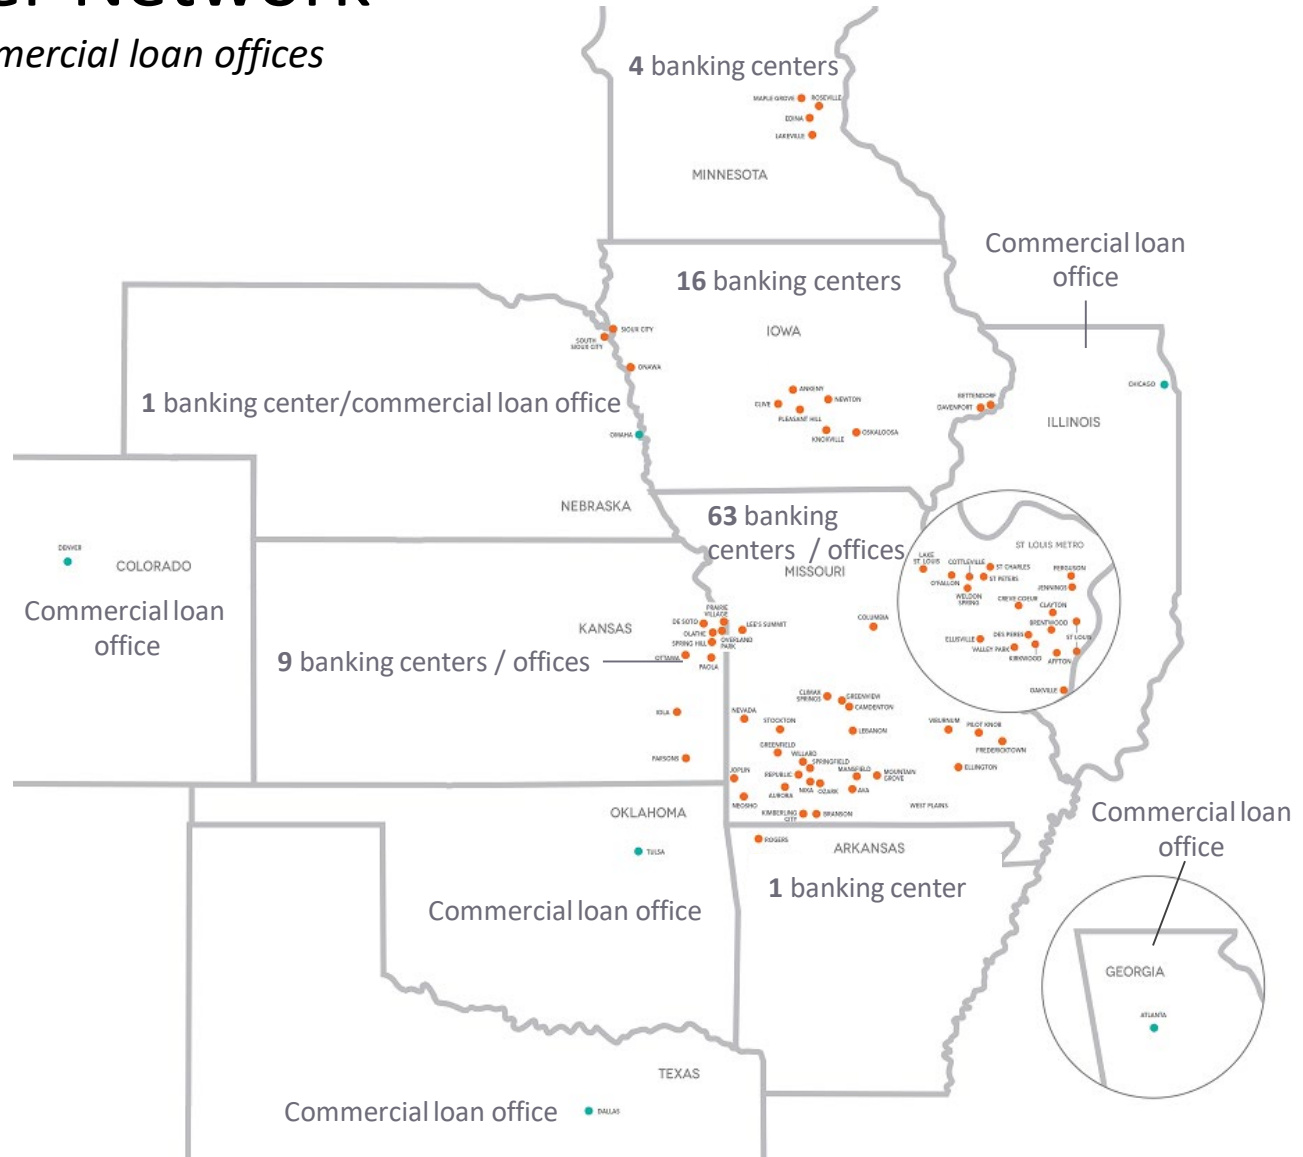 er Network
mercial loan offices
4 banking centers
MAPLE GROVE
ROSEVILLE
EDINA
LAKEVILLE
MINNESOTA
Commercial loan
office
16 banking centers
IOWA
SIOUX CITY
SOUTH
SIOUX CITY
ONAWA
ANKENY
CLIVE
NEWTON
PLEASANT HILL
KNOXVILLE
OSKALOOSA
BETTENDORF
DAVENPORT
CHICAGO
ILLINOIS
1 banking center/commercial loan office
OMAHA
NEBRASKA
63 banking
centers / offices
MISSOURI
ST LOUIS METRO
LAKE
ST LOUIS
COTTLEVILLE
ST CHARLES
O'FALLON
ST PETERS
WELDON
SPRING
FERGUSON
JENNINGS
CREVE COEUR
CLAYTON
BRENTWOOD
ELLISVILLE
DES PERES
ST LOUIS
VALLEY PARK
KIRKWOOD
AFFTON
OAKVILLE
DENVER
COLORADO
Commercial loan
office
KANSAS
9 banking centers / offices
PRAIRIE
VILLAGE
DE SOTO
LEE'S SUMMIT
OLATHE
OVERLAND
PARK
SPRING HILL
OTTAWA
PAOLA
IOLA
PARSONS
COLUMBIA
CLIMAX
SPRINGS
GREENVIEW
CAMDENTON
NEVADA
STOCKTON
LEBANON
VIBURNUM
PILOT KNOB
FREDERICKTOWN
GREENFIELD
WILLARD
SPRINGFIELD
ELLINGTON
JOPLIN
REPUBLIC
MANSFIELD
MOUNTAIN
GROVE
AURORA
NIXA
OZARK
AVA
NEOSHO
KIMBERLING
CITY
BRANSON
WEST PLAINS
OKLAHOMA
TULSA
Commercial loan office
ROGERS
ARKANSAS
1 banking center
Commercial loan
office
GEORGIA
ATLANTA
TEXAS
Commercial loan office
DALLAS